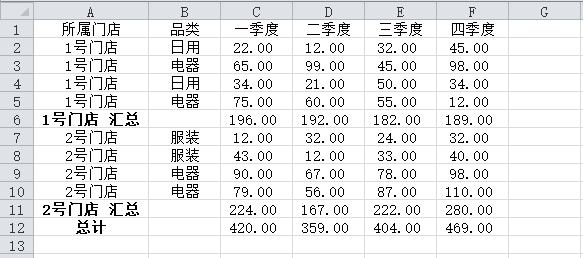 A B C D E F G
1 所属门店 品类 一季度 二季度 三季度 四季度
2 1号门店 日用 22.00 12.00 32.00 45.00
3 1号门店 电器 65.00 99.00 45.00 98.00
4 1号门店 日用 34.00 21.00 50.00 34.00
5 1号门店 电器 75.00 60.00 55.00 12.00
6 1号门店 汇总 196.00 192.00 182.00 189.00
7 2号门店 服装 12.00 32.00 24.00 32.00
8 2号门店 服装 43.00 12.00 33.00 40.00
9 2号门店 电器 90.00 67.00 78.00 98.00
10 2号门店 电器 79.00 56.00 87.00 110.00
11 2号门店 汇总 224.00 167.00 222.00 280.00
12 总计 420.00 359.00 404.00 469.00
13